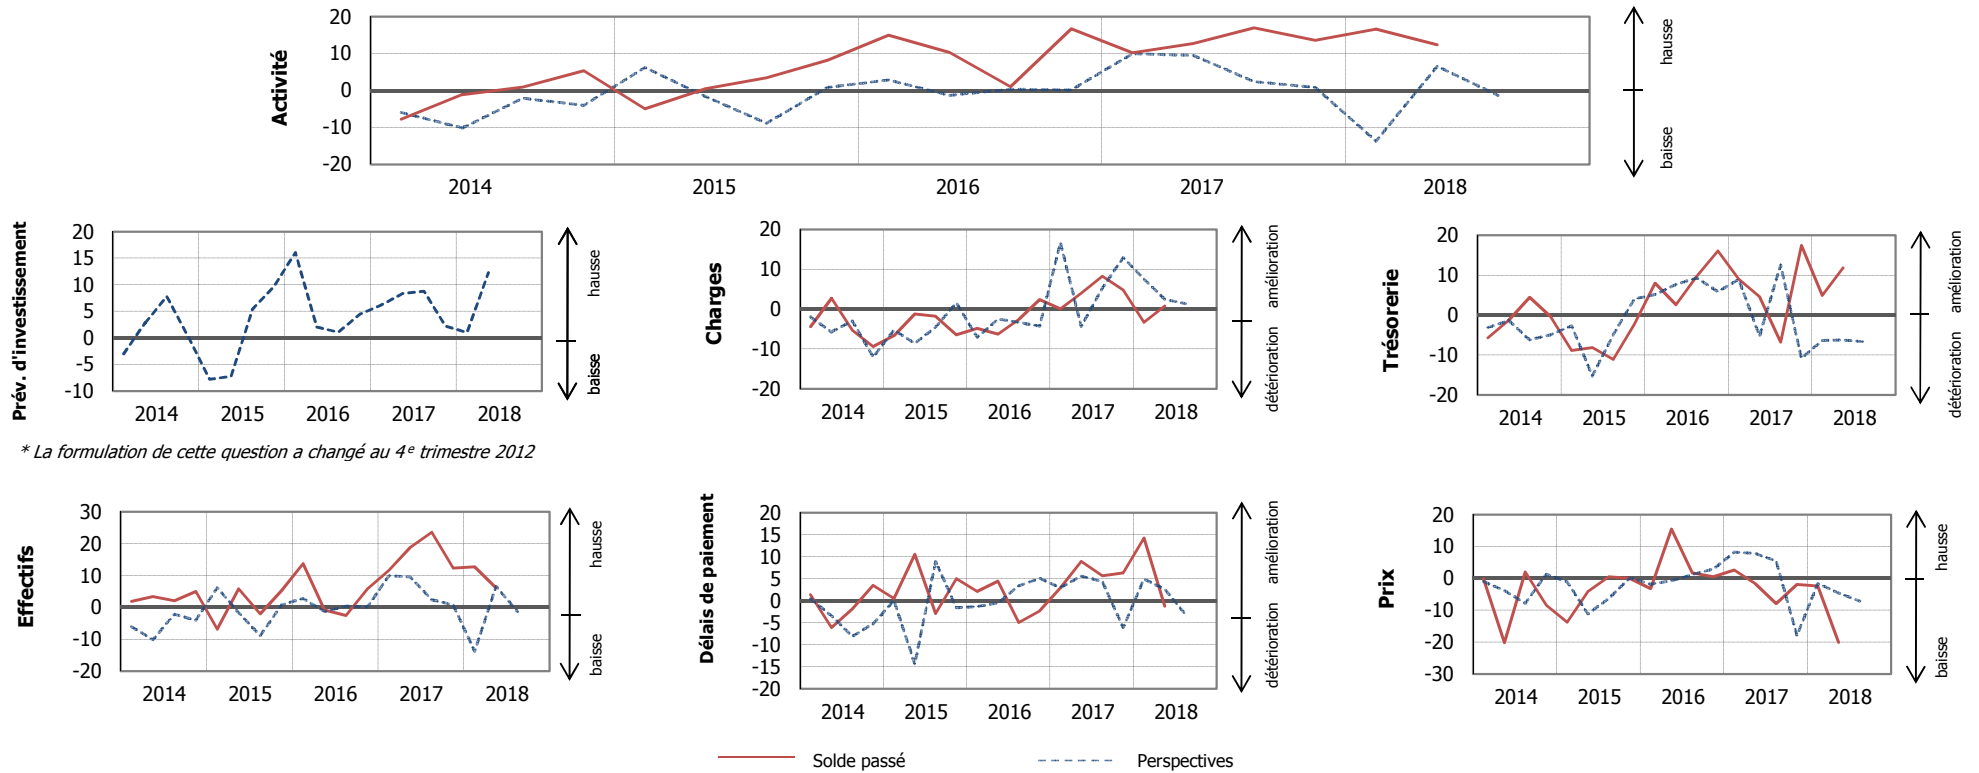 Activité
20
10
0
-10
-20
2014 2015 2016 2017 2018
hausse
baisse
Prév. d'investissement
20
15
10
5
0
-5
-10
2014 2015 2016 2017 2018
hausse
baisse
* La formulation de cette question a changé au 4e trimestre 2012
Charges
20
10
0
-10
-20
2014 2015 2016 2017 2018
amélioration
détérioration
Trésorerie
20
10
0
-10
-20
2014 2015 2016 2017 2018
amélioration
détérioration
Effectifs
30
20
10
0
-10
-20
2014 2015 2016 2017 2018
hausse
baisse
Délais de paiement
20
15
10
5
0
-5
-10
-15
-20
2014 2015 2016 2017 2018
amélioration
détérioration
Prix
20
10
0
-10
-20
-30
2014 2015 2016 2017 2018
hausse
baisse
Solde passé Perspectives